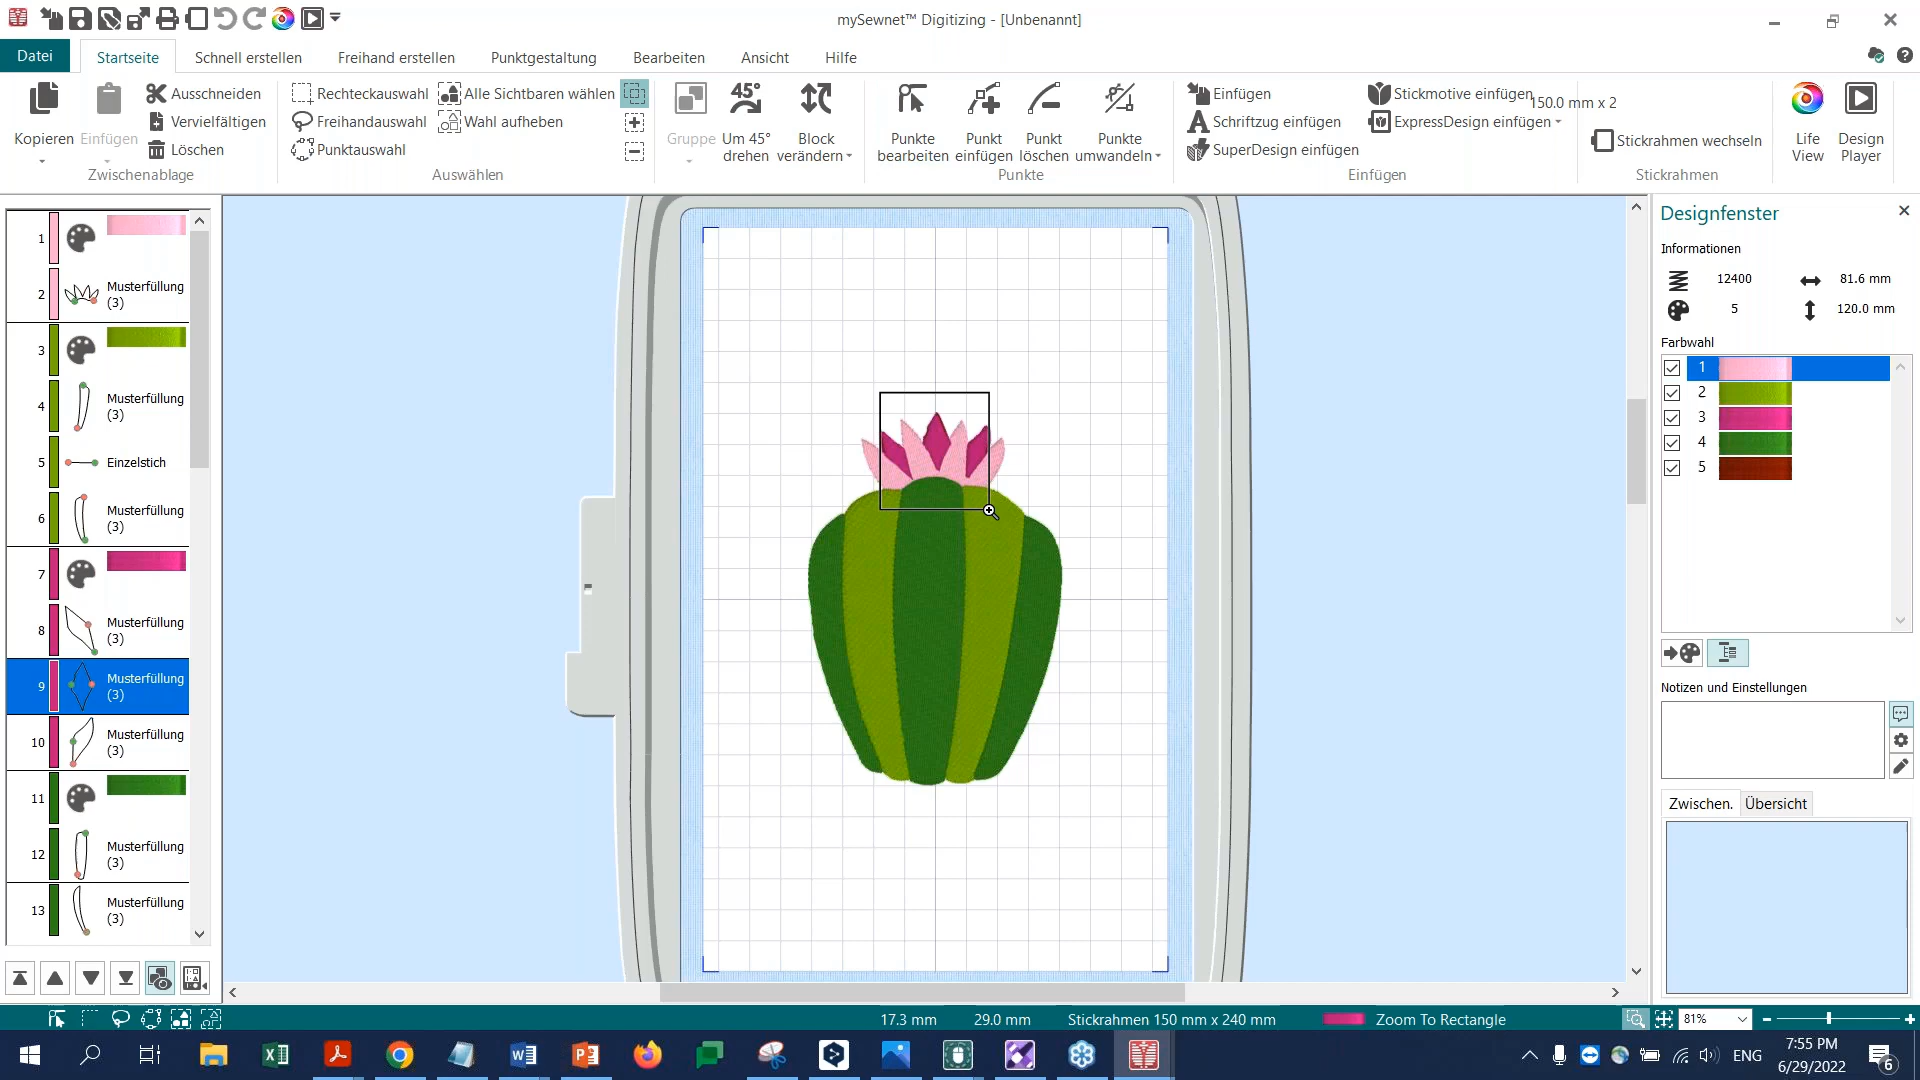 mySewnet™ Digitizing - [Unbenannt]
Datei
Startseite
Schnell erstellen
Freihand erstellen
Punktgestaltung
Bearbeiten
Ansicht
Hilfe
Kopieren
Einfügen
Ausschneiden
Vervielfältigen
Löschen
Zwischenablage
Rechteckauswahl
Freihandauswahl
Punktauswahl
Alle Sichtbaren wählen
Wahl aufheben
Auswählen
Gruppe
45°
Um 45°
drehen
Block
verändern
Punkte
bearbeiten
Punkt
einfügen
Punkt
löschen
Punkte
umwandeln
Punkte
Einfügen
Schriftzug einfügen
SuperDesign einfügen
Stickmotive einfügen
ExpressDesign einfügen
Einfügen
150.0 mm x 2
Stickrahmen wechseln
Stickrahmen
Life
View
Design
Player
1
2 Musterfüllung
(3)
3
4 Musterfüllung
(3)
5 Einzelstich
6 Musterfüllung
(3)
7
8 Musterfüllung
(3)
9 Musterfüllung
(3)
10 Musterfüllung
(3)
11
12 Musterfüllung
(3)
13 Musterfüllung
(3)
Designfenster
Informationen
12400 81.6 mm
5 120.0 mm
Farbwahl
1
2
3
4
5
Notizen und Einstellungen
Zwischen. Übersicht
17.3 mm 29.0 mm Stickrahmen 150 mm x 240 mm Zoom To Rectangle 81%
ENG
7:55 PM
6/29/2022
6